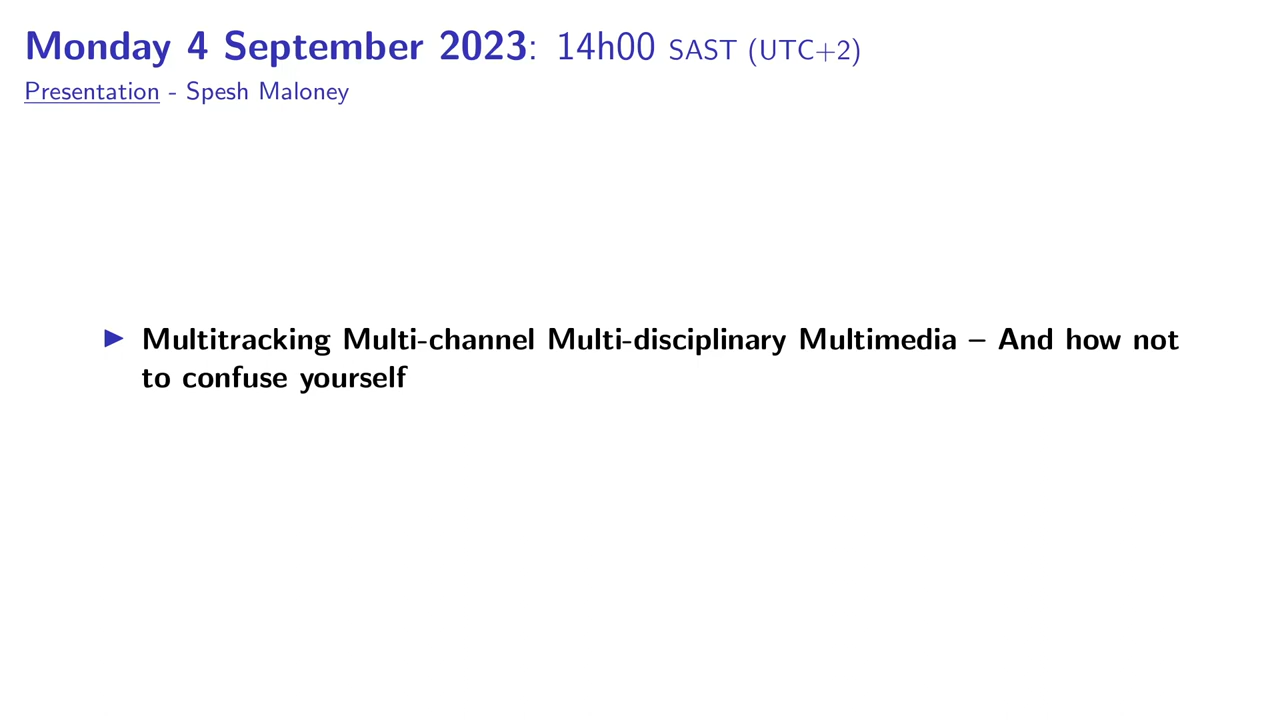 Monday 4 September 2023: 14h00 SAST (UTC+2)
Presentation - Spesh Maloney
Multitracking Multi-channel Multi-disciplinary Multimedia – And how not
to confuse yourself